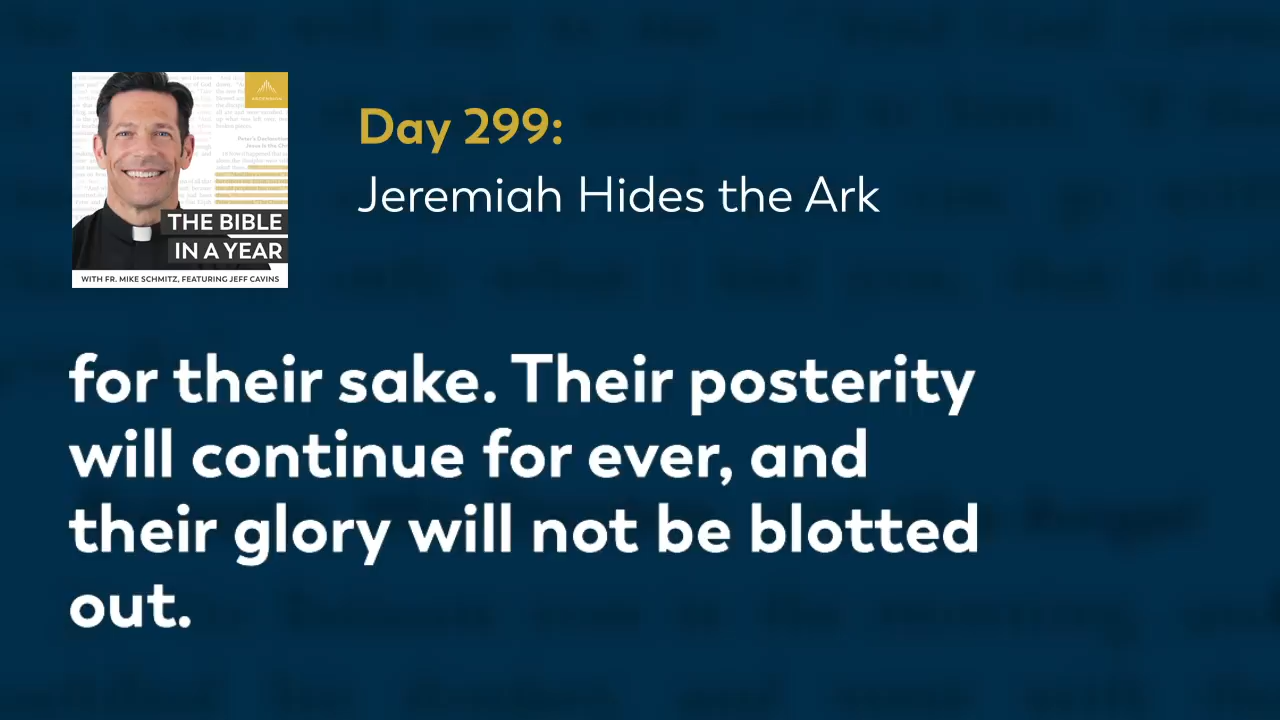 Day 299:
Jeremiah Hides the Ark
THE BIBLE
IN A YEAR
WITH FR. MIKE SCHMITZ, FEATURING JEFF CAVINS
for their sake. Their posterity
will continue for ever, and
their glory will not be blotted
out.